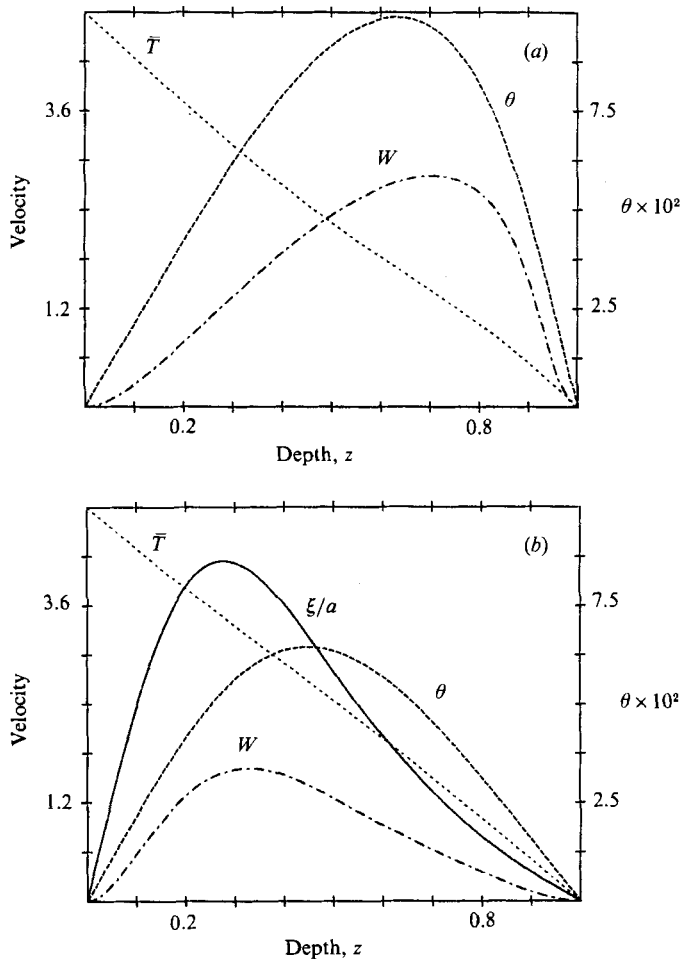 (a)
T̄
θ
W
3.6
7.5
1.2
2.5
Velocity
θ × 10²
0.2
0.8
Depth, z
(b)
T̄
ξ/a
θ
W
3.6
7.5
1.2
2.5
Velocity
θ × 10²
0.2
0.8
Depth, z